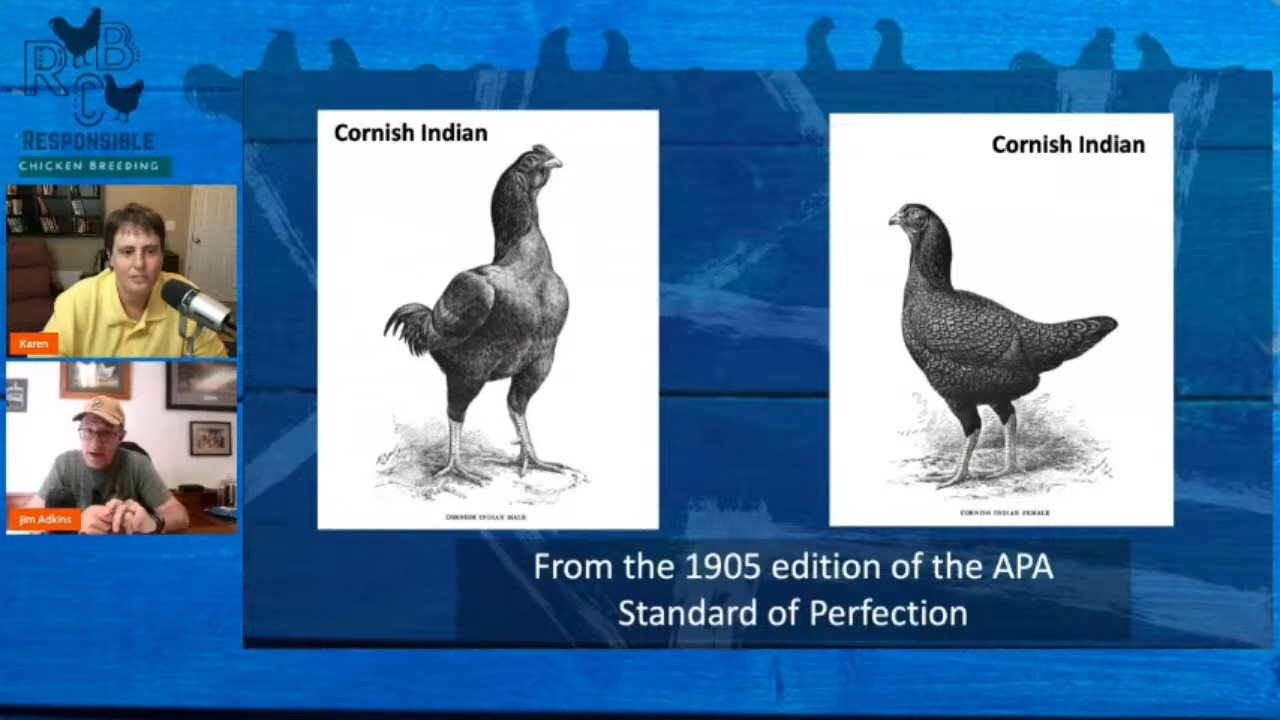 R B
C
RESPONSIBLE
CHICKEN BREEDING
Karen
Jim Adkins
Cornish Indian
CORNISH INDIAN MALE
Cornish Indian
CORNISH INDIAN FEMALE
From the 1905 edition of the APA
Standard of Perfection